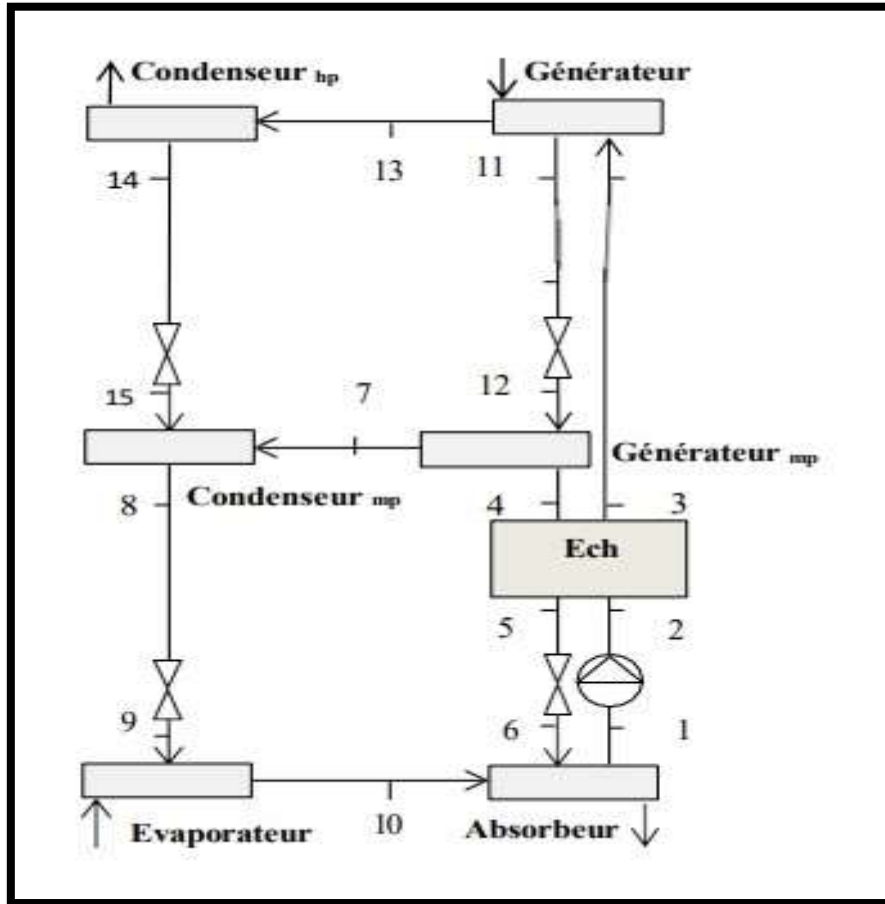 Condenseur hp Générateur
14 13 11
15 7 12
Générateur mp
Condenseur mp
8 4 3
Ech
5 2
9 6 1
10
Evaporateur Absorbeur